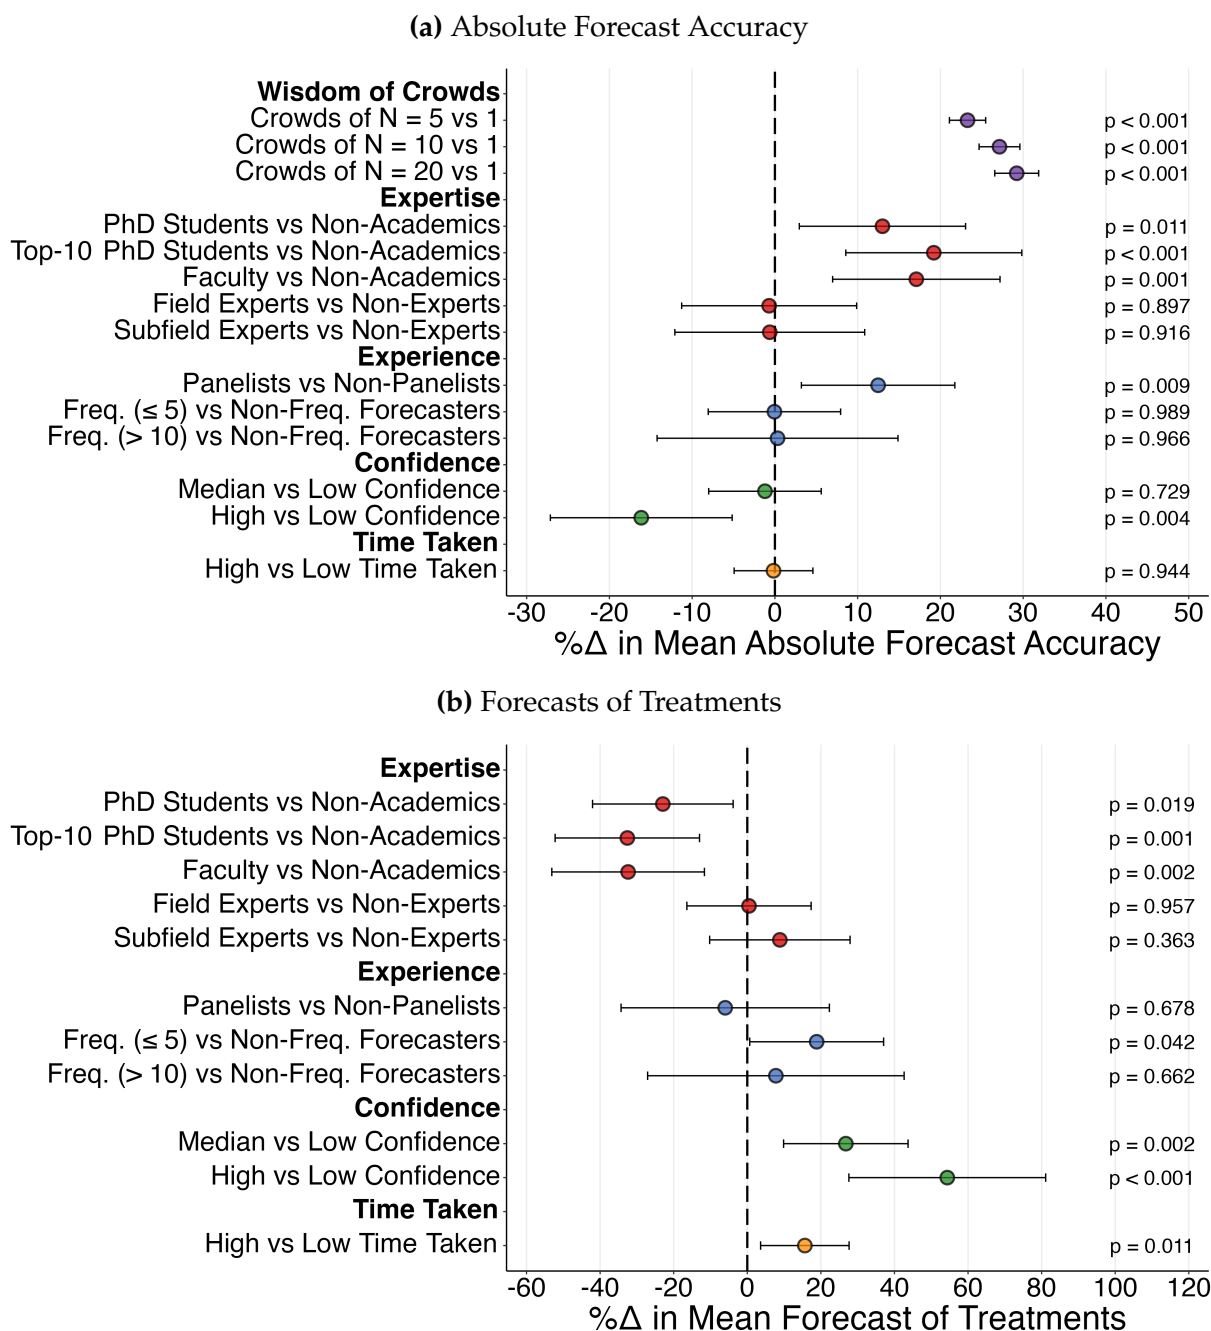 (a) Absolute Forecast Accuracy
Wisdom of Crowds
Crowds of N = 5 vs 1 p < 0.001
Crowds of N = 10 vs 1 p < 0.001
Crowds of N = 20 vs 1 p < 0.001
Expertise
PhD Students vs Non-Academics p = 0.011
Top-10 PhD Students vs Non-Academics p < 0.001
Faculty vs Non-Academics p = 0.001
Field Experts vs Non-Experts p = 0.897
Subfield Experts vs Non-Experts p = 0.916
Experience
Panelists vs Non-Panelists p = 0.009
Freq. (≤ 5) vs Non-Freq. Forecasters p = 0.989
Freq. (> 10) vs Non-Freq. Forecasters p = 0.966
Confidence
Median vs Low Confidence p = 0.729
High vs Low Confidence p = 0.004
Time Taken
High vs Low Time Taken p = 0.944
-30 -20 -10 0 10 20 30 40 50
%Δ in Mean Absolute Forecast Accuracy
(b) Forecasts of Treatments
Expertise
PhD Students vs Non-Academics p = 0.019
Top-10 PhD Students vs Non-Academics p = 0.001
Faculty vs Non-Academics p = 0.002
Field Experts vs Non-Experts p = 0.957
Subfield Experts vs Non-Experts p = 0.363
Experience
Panelists vs Non-Panelists p = 0.678
Freq. (≤ 5) vs Non-Freq. Forecasters p = 0.042
Freq. (> 10) vs Non-Freq. Forecasters p = 0.662
Confidence
Median vs Low Confidence p = 0.002
High vs Low Confidence p < 0.001
Time Taken
High vs Low Time Taken p = 0.011
-60 -40 -20 0 20 40 60 80 100 120
%Δ in Mean Forecast of Treatments